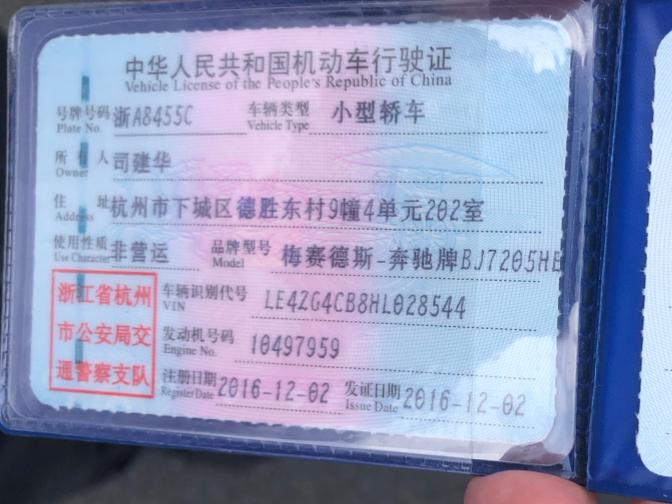 中华人民共和国机动车行驶证
Vehicle License of the People's Republic of China
号牌号码 Plate No. 浙A8455C 车辆类型 Vehicle Type 小型轿车
所有人 Owner 司建华
住址 Address 杭州市下城区德胜东村9幢4单元202室
使用性质 Use Character 非营运 品牌型号 Model 梅赛德斯-奔驰牌BJ7205HE
浙江省杭州
市公安局交
通警察支队
车辆识别代号 VIN LE4ZG4CB8HL028544
发动机号码 Engine No. 10497959
注册日期 Register Date 2016-12-02 发证日期 Issue Date 2016-12-02